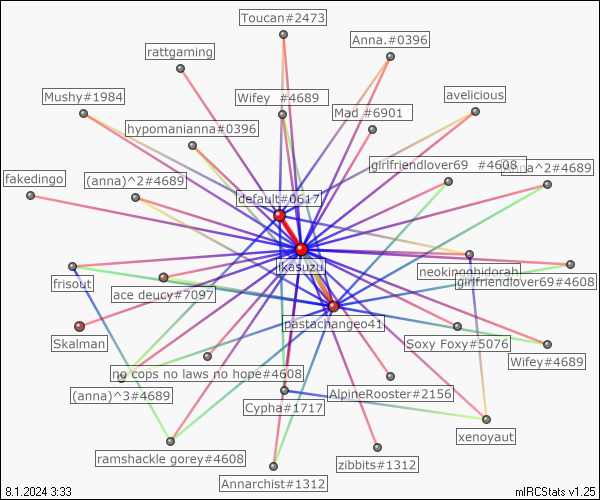 Toucan#2473
Anna.#0396
rattgaming
Mushy#1984
Wifey #4689
avelicious
Mad #6901
hypomanianna#0396
girlfriendlover69 #4608
anna^2#4689
fakedingo
(anna)^2#4689
default#0617
ikasuzu
neokingghidorah
frisout
girlfriendlover69#4608
ace deucy#7097
pastachangeo41
Skalman
Soxy Foxy#5076
Wifey#4689
no cops no laws no hope#4608
(anna)^3#4689
AlpineRooster#2156
Cypha#1717
xenoyaut
ramshackle gorey#4608
zibbits#1312
Annarchist#1312
8.1.2024 3:33
mIRCStats v1.25